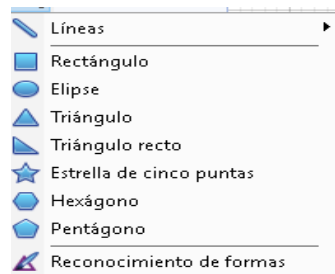 Líneas
Rectángulo
Elipse
Triángulo
Triángulo recto
Estrella de cinco puntas
Hexágono
Pentágono
Reconocimiento de formas